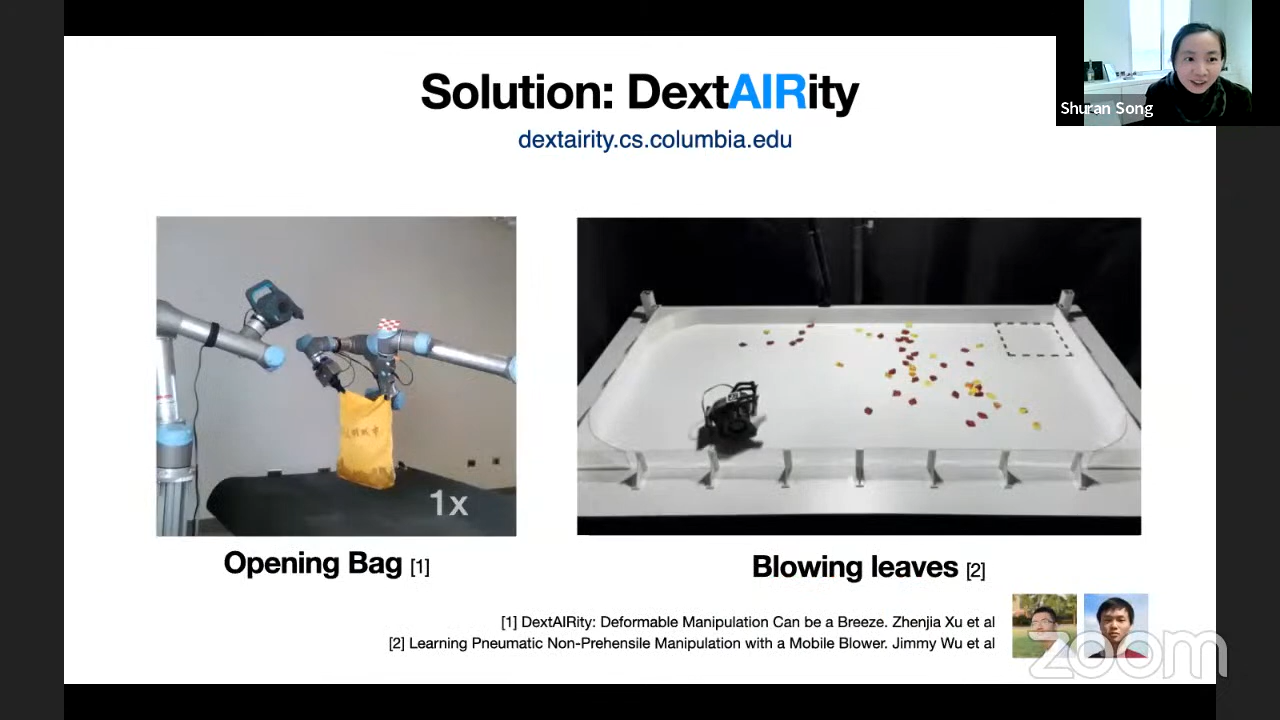 Solution: DextAIRity
dextairity.cs.columbia.edu
Shuran Song
1x
Opening Bag [1]
Blowing leaves [2]
[1] DextAIRity: Deformable Manipulation Can be a Breeze. Zhenjia Xu et al
[2] Learning Pneumatic Non-Prehensile Manipulation with a Mobile Blower. Jimmy Wu et al
zoom